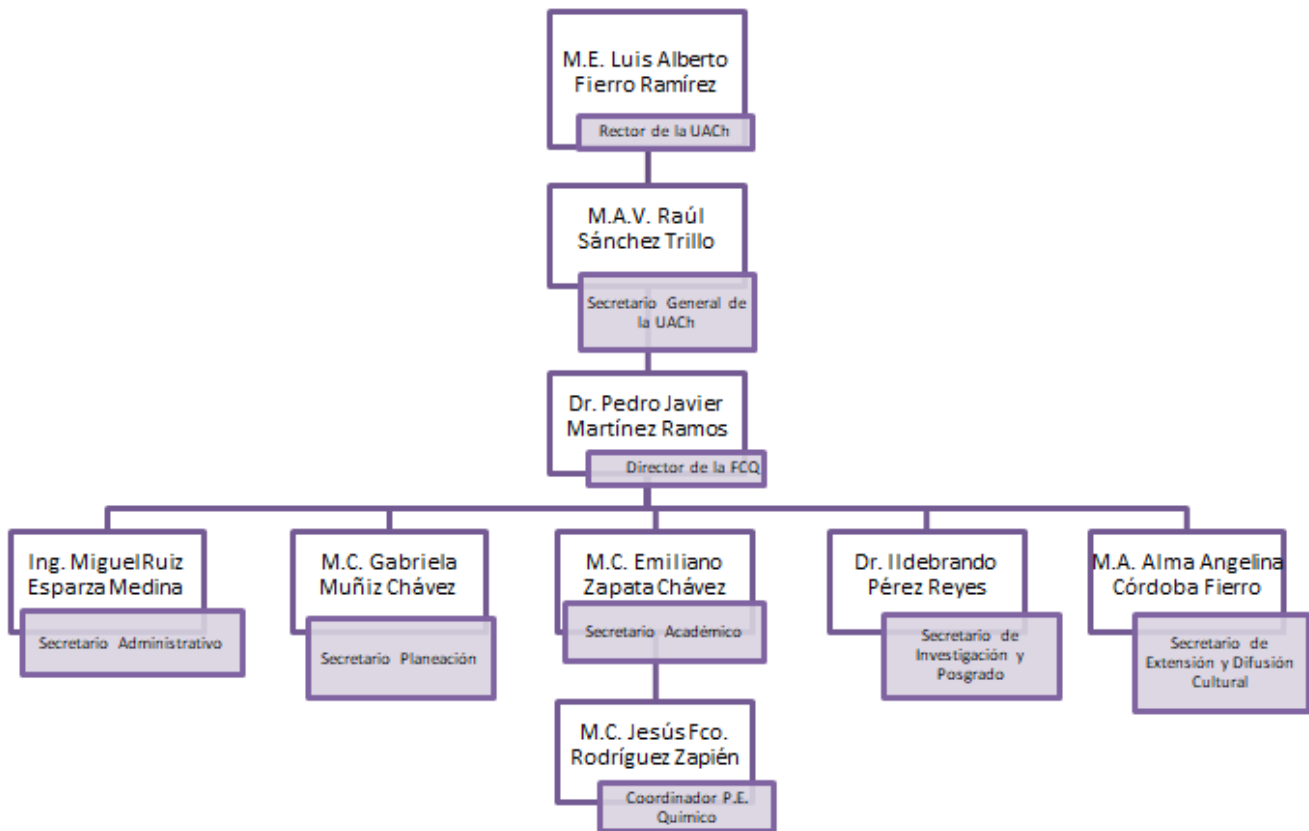 M.E. Luis Alberto
Fierro Ramírez
Rector de la UACh
M.A.V. Raúl
Sánchez Trillo
Secretario General de
la UACh
Dr. Pedro Javier
Martínez Ramos
Director de la FCQ
Ing. Miguel Ruiz
Esparza Medina
Secretario Administrativo
M.C. Gabriela
Muñiz Chávez
Secretario Planeación
M.C. Emiliano
Zapata Chávez
Secretario Académico
Dr. Ildebrando
Pérez Reyes
Secretario de
Investigación y
Posgrado
M.A. Alma Angelina
Córdoba Fierro
Secretario de
Extensión y Difusión
Cultural
M.C. Jesús Fco.
Rodríguez Zapién
Coordinador P.E.
Quimico